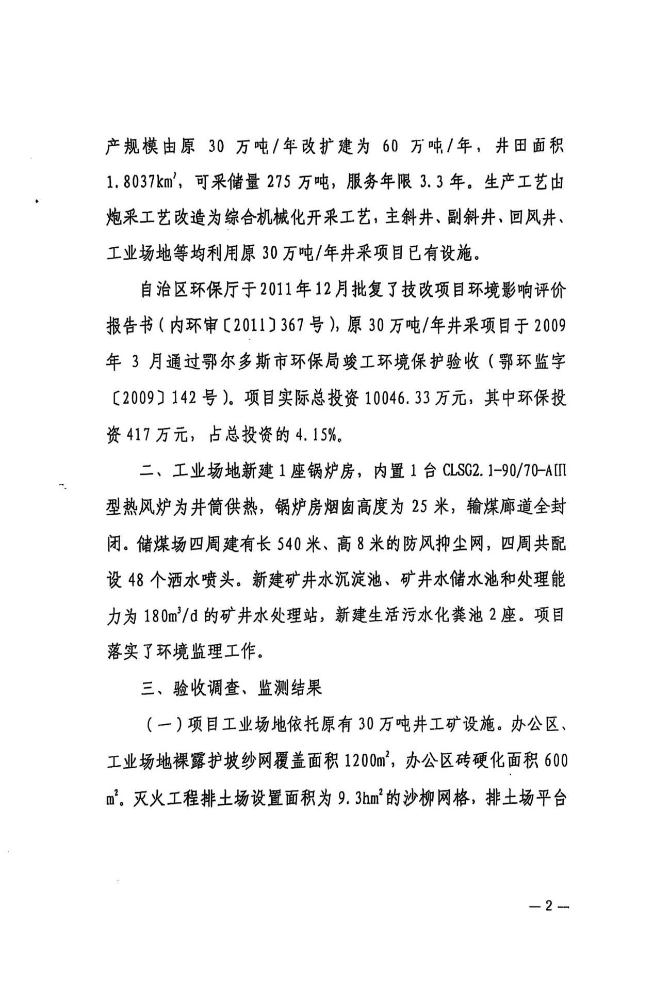 产规模由原 30 万吨/年改扩建为 60 万吨/年，井田面积
1.8037km²，可采储量 275 万吨，服务年限 3.3 年。生产工艺由
炮采工艺改造为综合机械化开采工艺，主斜井、副斜井、回风井、
工业场地等均利用原 30 万吨/年井采项目已有设施。
自治区环保厅于 2011 年 12 月批复了技改项目环境影响评价
报告书（内环审〔2011〕367 号），原 30 万吨/年井采项目于 2009
年 3 月通过鄂尔多斯市环保局竣工环境保护验收（鄂环监字
〔2009〕142 号）。项目实际总投资 10046.33 万元，其中环保投
资 417 万元，占总投资的 4.15%。
二、工业场地新建 1 座锅炉房，内置 1 台 CLSG2.1-90/70-AIII
型热风炉为井筒供热，锅炉房烟囱高度为 25 米，输煤廊道全封
闭。储煤场四周建有长 540 米、高 8 米的防风抑尘网，四周共配
设 48 个洒水喷头。新建矿井水沉淀池、矿井水储水池和处理能
力为 180m³/d 的矿井水处理站，新建生活污水化粪池 2 座。项目
落实了环境监理工作。
三、验收调查、监测结果
（一）项目工业场地依托原有 30 万吨井工矿设施。办公区、
工业场地裸露护坡纱网覆盖面积 1200m²，办公区砖硬化面积 600
m²。灭火工程排土场设置面积为 9.3hm²的沙柳网格，排土场平台
— 2 —